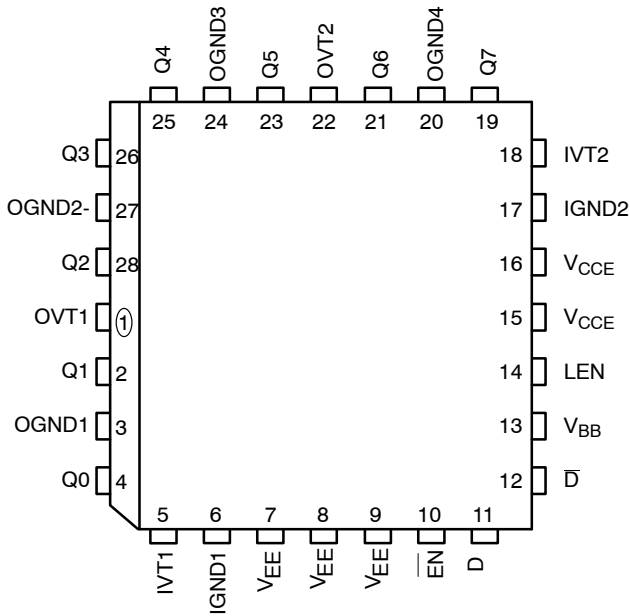 Q4
OGND3
Q5
OVT2
Q6
OGND4
Q7
25
24
23
22
21
20
19
Q3 26
18 IVT2
OGND2- 27
17 IGND2
Q2 28
16 VCCE
OVT1 1
15 VCCE
Q1 2
14 LEN
OGND1 3
13 VBB
Q0 4
12 D̅
5
6
7
8
9
10
11
IVT1
IGND1
VEE
VEE
VEE
E̅N̅
D